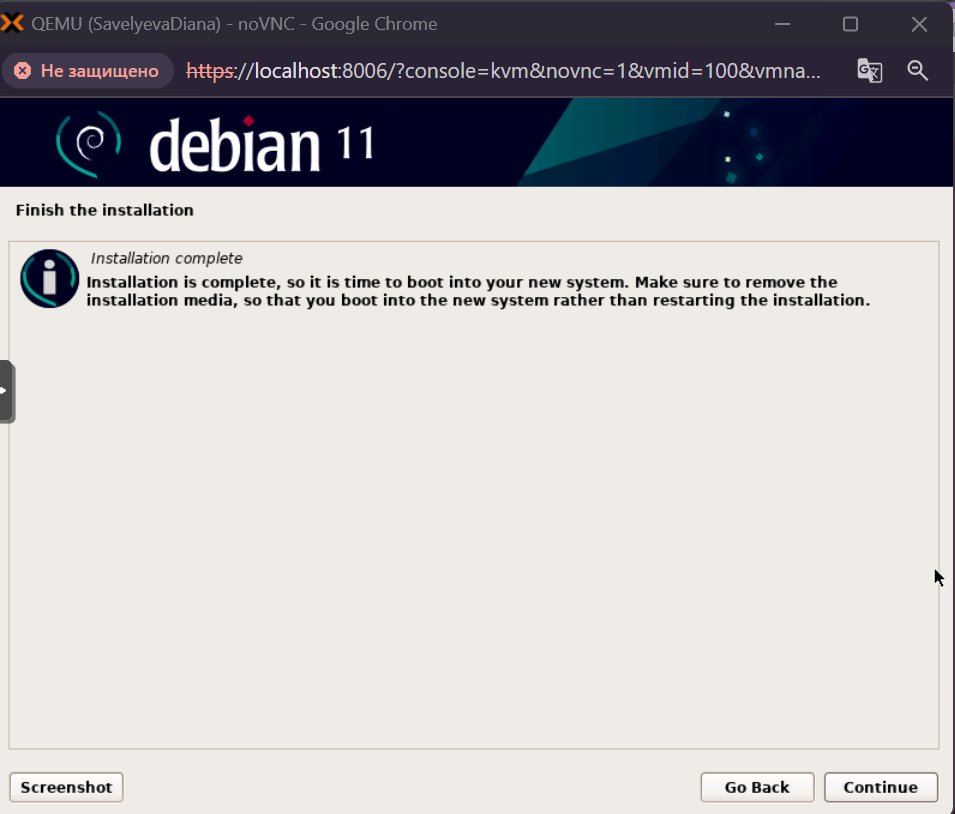 QEMU (SavelyevaDiana) - noVNC - Google Chrome
Не защищено https://localhost:8006/?console=kvm&novnc=1&vmid=100&vmna...
debian 11
Finish the installation
Installation complete
Installation is complete, so it is time to boot into your new system. Make sure to remove the
installation media, so that you boot into the new system rather than restarting the installation.
Screenshot Go Back Continue